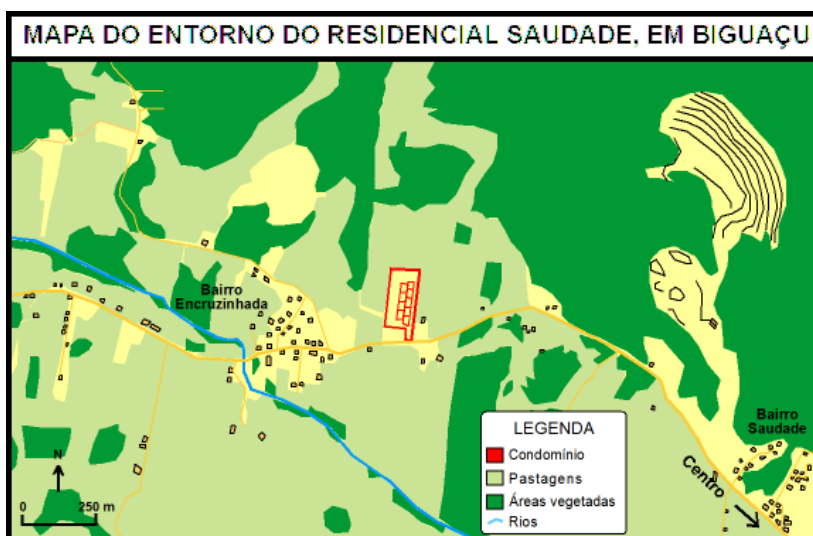 MAPA DO ENTORNO DO RESIDENCIAL SAUDADE, EM BIGUAÇU
Bairro
Encruzinhada
Bairro
Saudade
Centro
LEGENDA
Condomínio
Pastagens
Áreas vegetadas
Rios
N
0 250 m